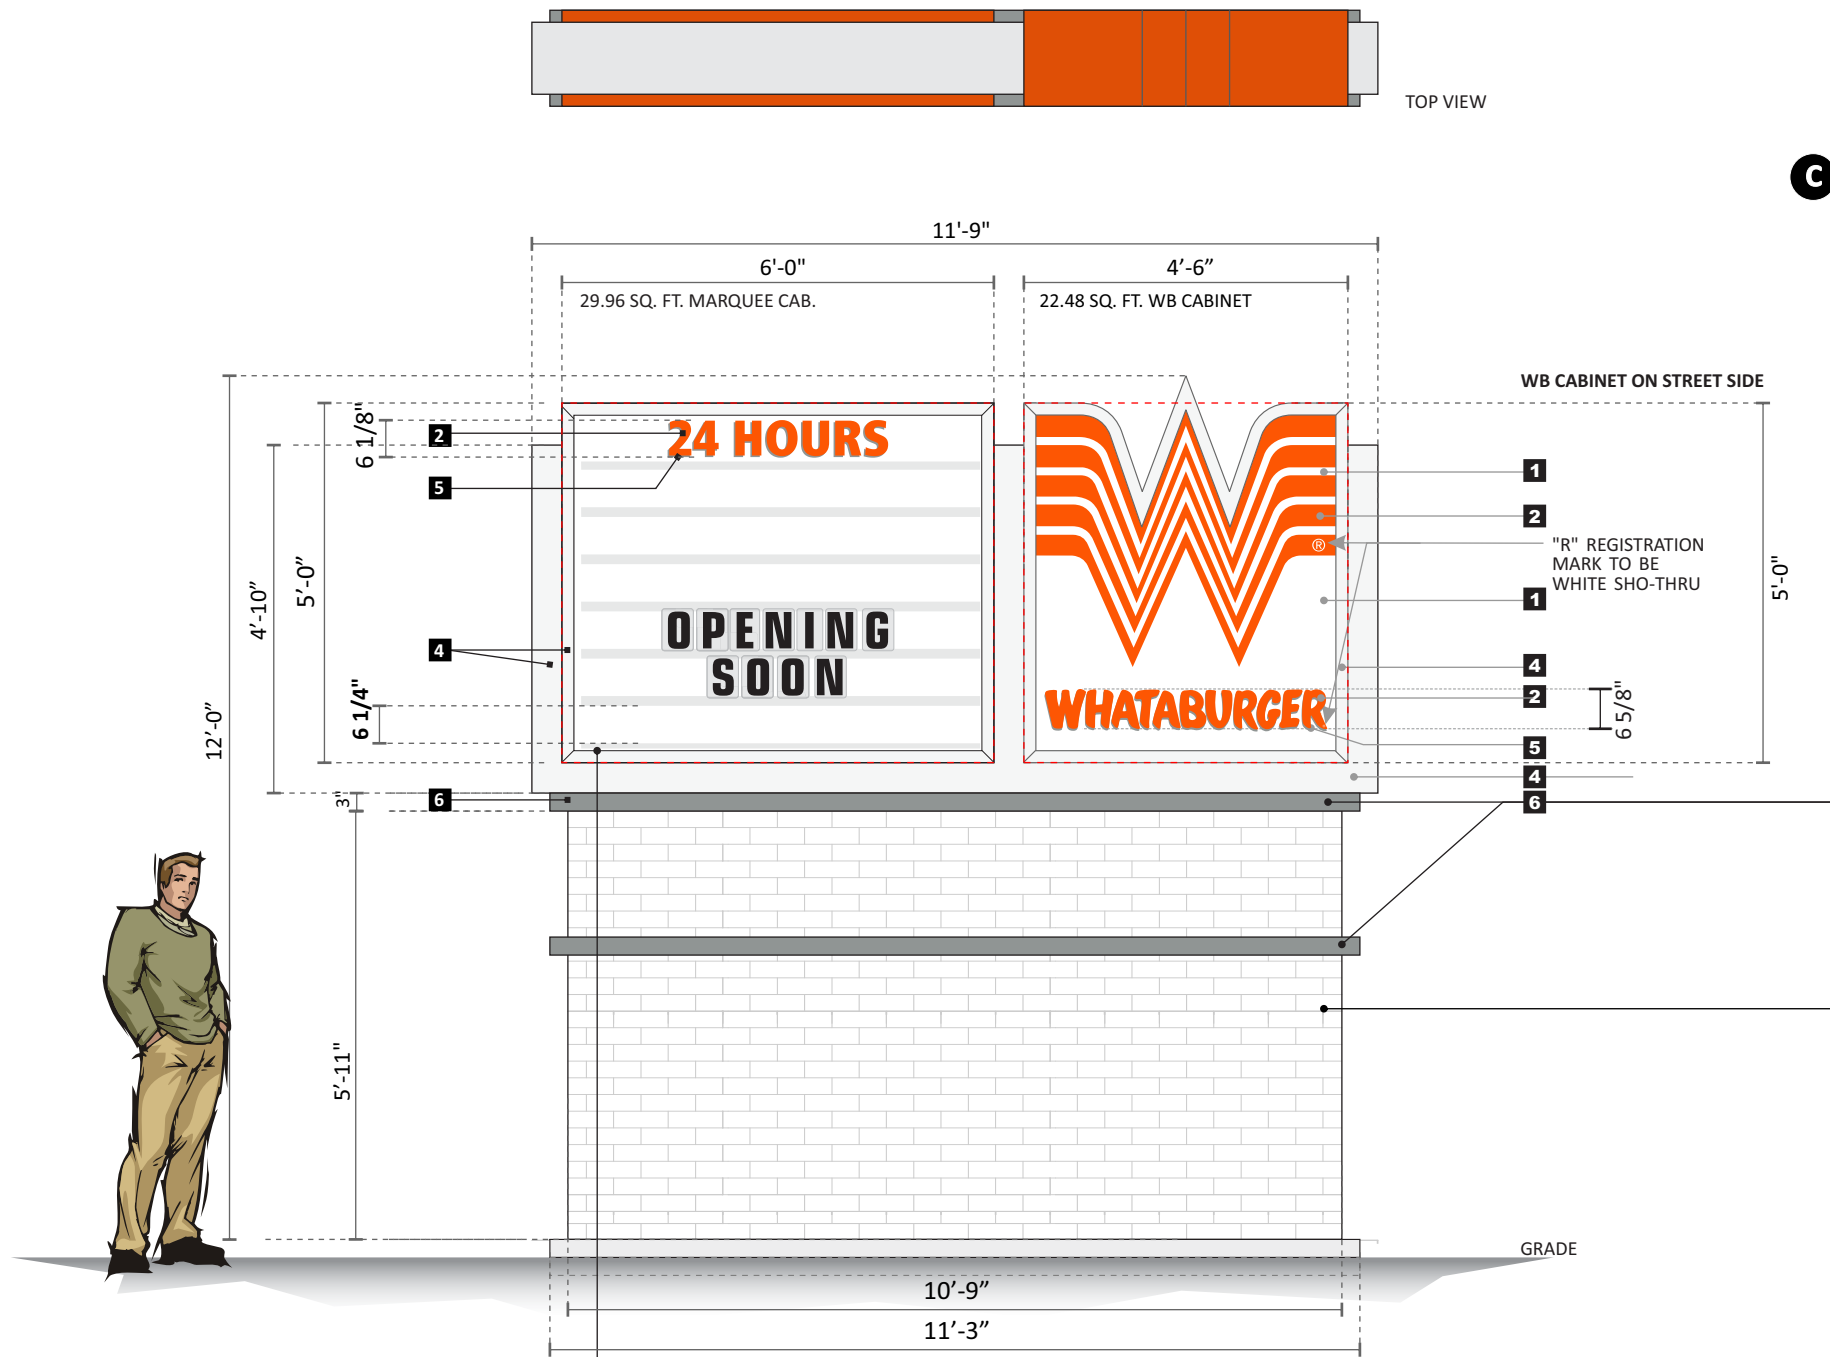 TOP VIEW
C
11'-9"
6'-0"
4’-6”
29.96 SQ. FT. MARQUEE CAB.
22.48 SQ. FT. WB CABINET
WB CABINET ON STREET SIDE
6 1/8"
2
24 HOURS
5
1
2
®
"R" REGISTRATION
MARK TO BE
WHITE SHO-THRU
5’-0”
4’-10”
5'-0"
1
OPENING
SOON
4
4
6 1/4"
12’-0”
WHATABURGER
2
6 5/8"
5
4
3"
6
6
5’-11"
GRADE
10’-9”
11’-3”